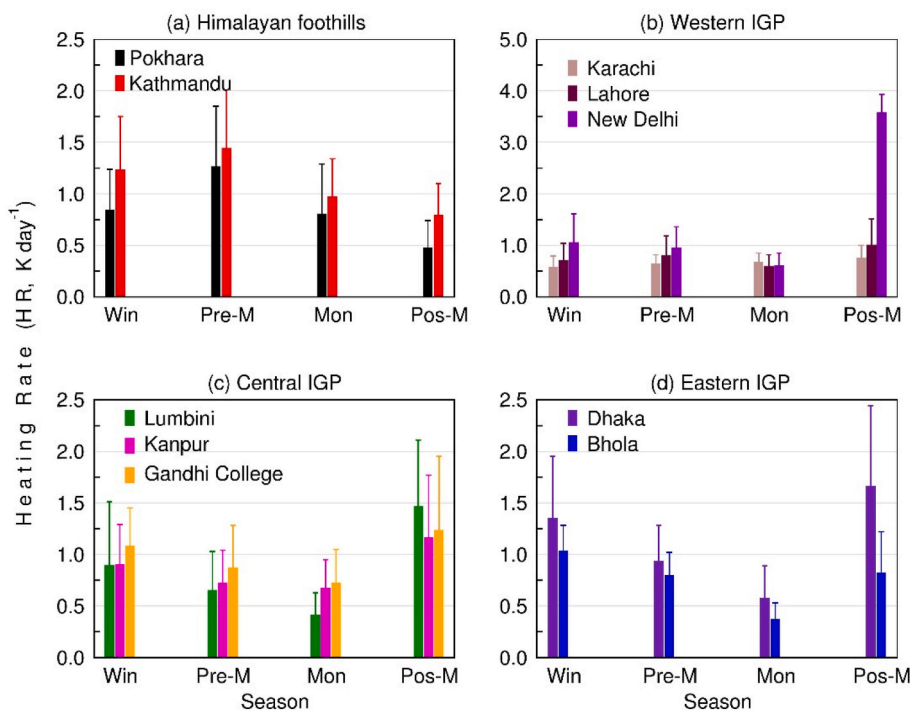 (a) Himalayan foothills
2.5
2.0
1.5
1.0
0.5
0.0
Pokhara
Kathmandu
Win Pre-M Mon Pos-M
(b) Western IGP
5.0
4.0
3.0
2.0
1.0
0.0
Karachi
Lahore
New Delhi
Win Pre-M Mon Pos-M
Heating Rate (HR, K day-1)
(c) Central IGP
2.5
2.0
1.5
1.0
0.5
0.0
Lumbini
Kanpur
Gandhi College
Win Pre-M Mon Pos-M
Season
(d) Eastern IGP
2.5
2.0
1.5
1.0
0.5
0.0
Dhaka
Bhola
Win Pre-M Mon Pos-M
Season